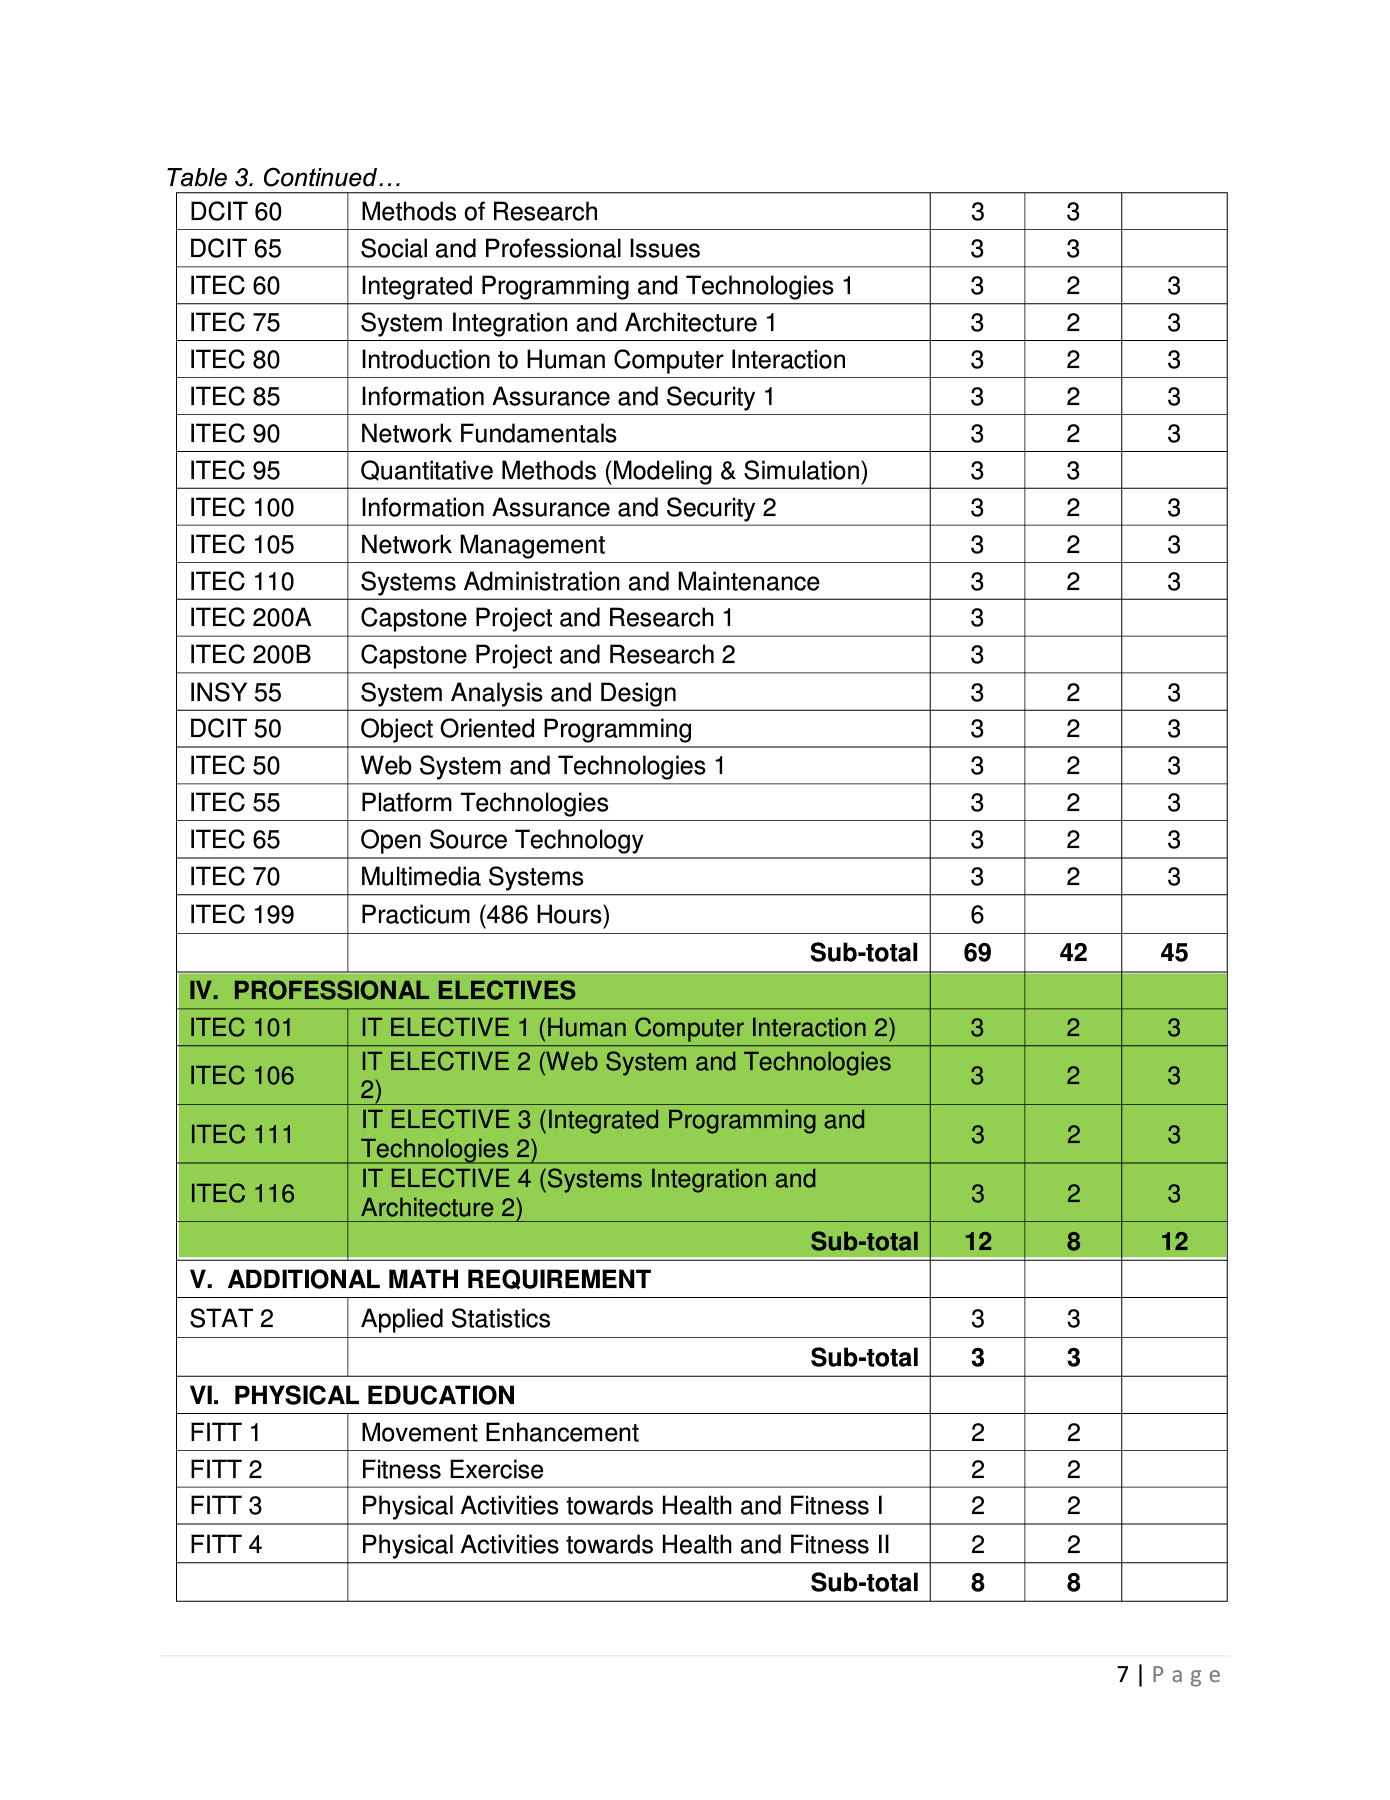 Table 3. Continued…
DCIT 60 Methods of Research 3 3
DCIT 65 Social and Professional Issues 3 3
ITEC 60 Integrated Programming and Technologies 1 3 2 3
ITEC 75 System Integration and Architecture 1 3 2 3
ITEC 80 Introduction to Human Computer Interaction 3 2 3
ITEC 85 Information Assurance and Security 1 3 2 3
ITEC 90 Network Fundamentals 3 2 3
ITEC 95 Quantitative Methods (Modeling & Simulation) 3 3
ITEC 100 Information Assurance and Security 2 3 2 3
ITEC 105 Network Management 3 2 3
ITEC 110 Systems Administration and Maintenance 3 2 3
ITEC 200A Capstone Project and Research 1 3
ITEC 200B Capstone Project and Research 2 3
INSY 55 System Analysis and Design 3 2 3
DCIT 50 Object Oriented Programming 3 2 3
ITEC 50 Web System and Technologies 1 3 2 3
ITEC 55 Platform Technologies 3 2 3
ITEC 65 Open Source Technology 3 2 3
ITEC 70 Multimedia Systems 3 2 3
ITEC 199 Practicum (486 Hours) 6
Sub-total 69 42 45
IV. PROFESSIONAL ELECTIVES
ITEC 101 IT ELECTIVE 1 (Human Computer Interaction 2) 3 2 3
ITEC 106 IT ELECTIVE 2 (Web System and Technologies
2) 3 2 3
ITEC 111 IT ELECTIVE 3 (Integrated Programming and
Technologies 2) 3 2 3
ITEC 116 IT ELECTIVE 4 (Systems Integration and
Architecture 2) 3 2 3
Sub-total 12 8 12
V. ADDITIONAL MATH REQUIREMENT
STAT 2 Applied Statistics 3 3
Sub-total 3 3
VI. PHYSICAL EDUCATION
FITT 1 Movement Enhancement 2 2
FITT 2 Fitness Exercise 2 2
FITT 3 Physical Activities towards Health and Fitness I 2 2
FITT 4 Physical Activities towards Health and Fitness II 2 2
Sub-total 8 8
7 | Page